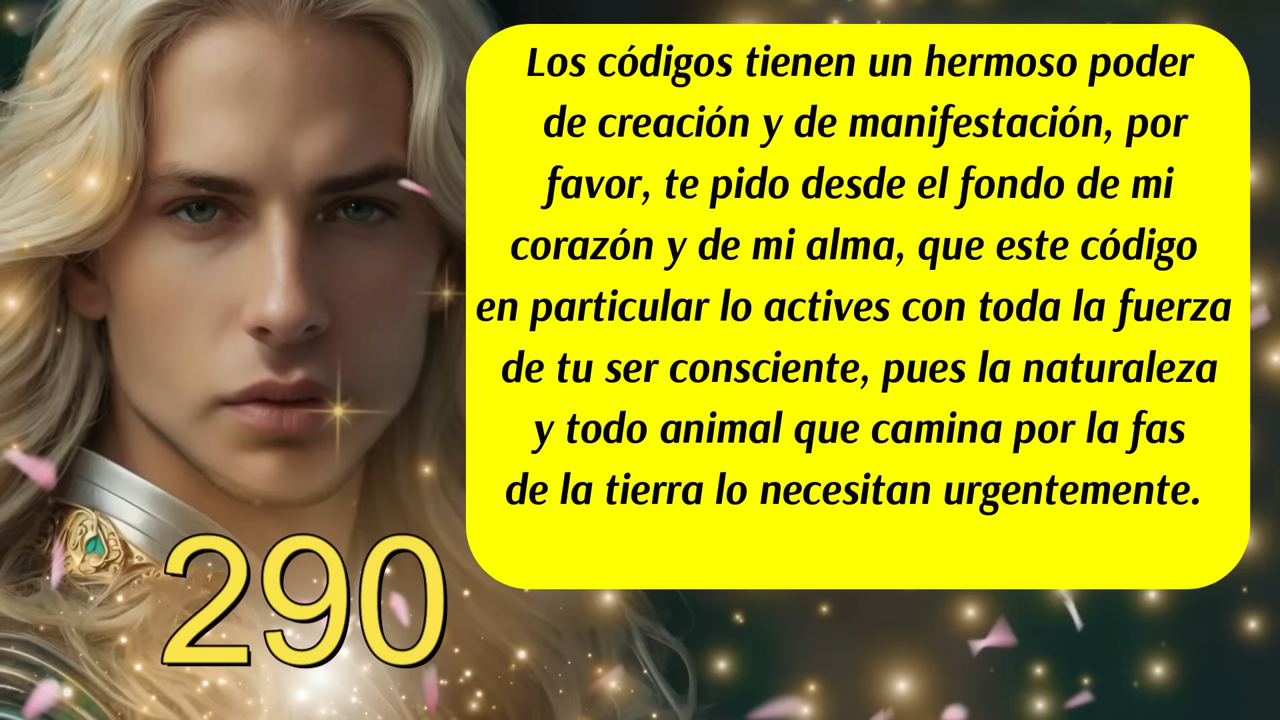 Los códigos tienen un hermoso poder
de creación y de manifestación, por
favor, te pido desde el fondo de mi
corazón y de mi alma, que este código
en particular lo actives con toda la fuerza
de tu ser consciente, pues la naturaleza
y todo animal que camina por la fas
de la tierra lo necesitan urgentemente.
290